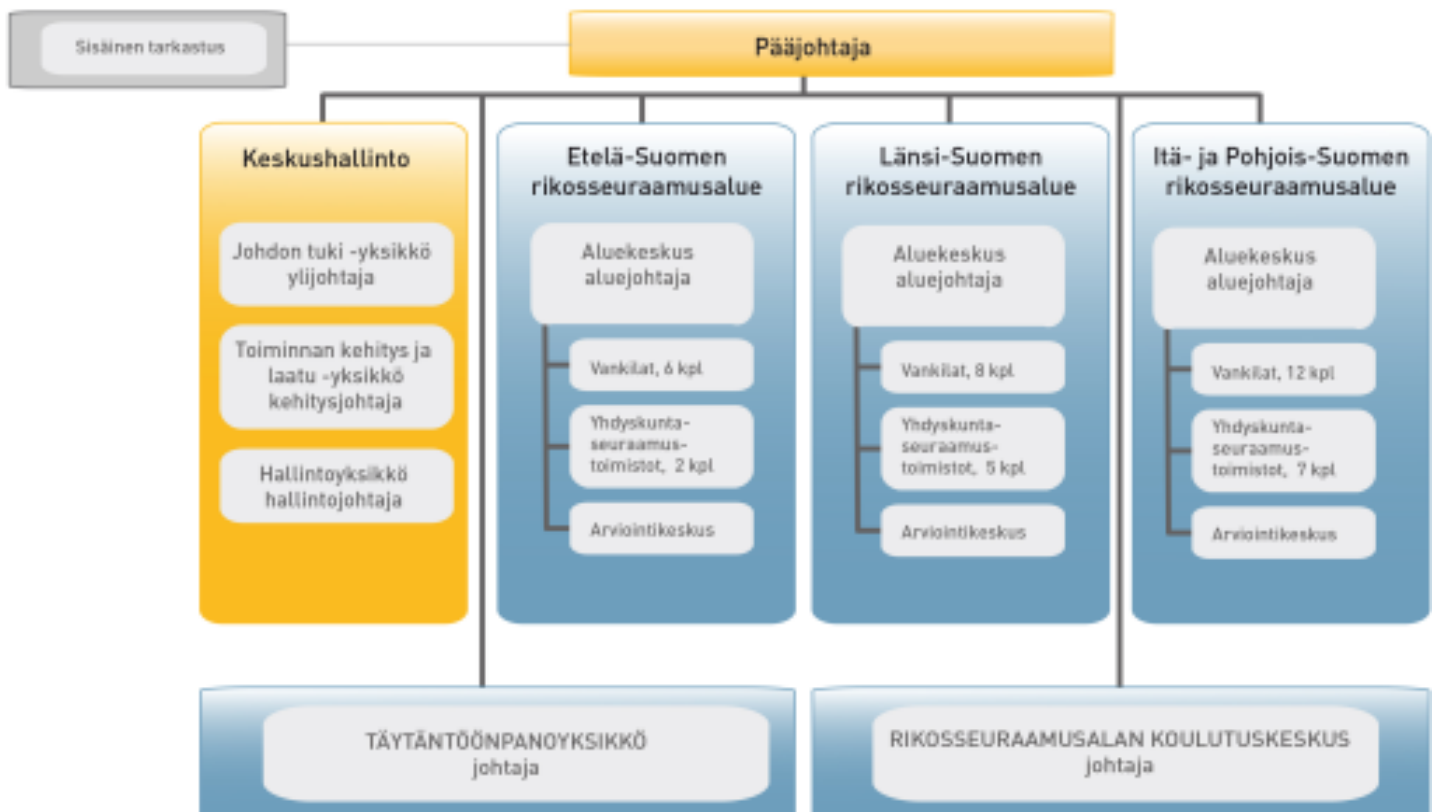 Sisäinen tarkastus
Pääjohtaja
Keskushallinto
Johdon tuki -yksikkö
ylijohtaja
Toiminnan kehitys ja
laatu -yksikkö
kehitysjohtaja
Hallintoyksikkö
hallintojohtaja
Etelä-Suomen
rikosseuraamusalue
Aluekeskus
aluejohtaja
Vankilat, 6 kpl
Yhdyskunta-
seuraamus-
toimistot, 2 kpl
Arviointikeskus
Länsi-Suomen
rikosseuraamusalue
Aluekeskus
aluejohtaja
Vankilat, 8 kpl
Yhdyskunta-
seuraamus-
toimistot, 5 kpl
Arviointikeskus
Itä- ja Pohjois-Suomen
rikosseuraamusalue
Aluekeskus
aluejohtaja
Vankilat, 12 kpl
Yhdyskunta-
seuraamus-
toimistot, 7 kpl
Arviointikeskus
TÄYTÄNTÖÖNPANOYKSIKKÖ
johtaja
RIKOSSEURAAMUSALAN KOULUTUSKESKUS
johtaja